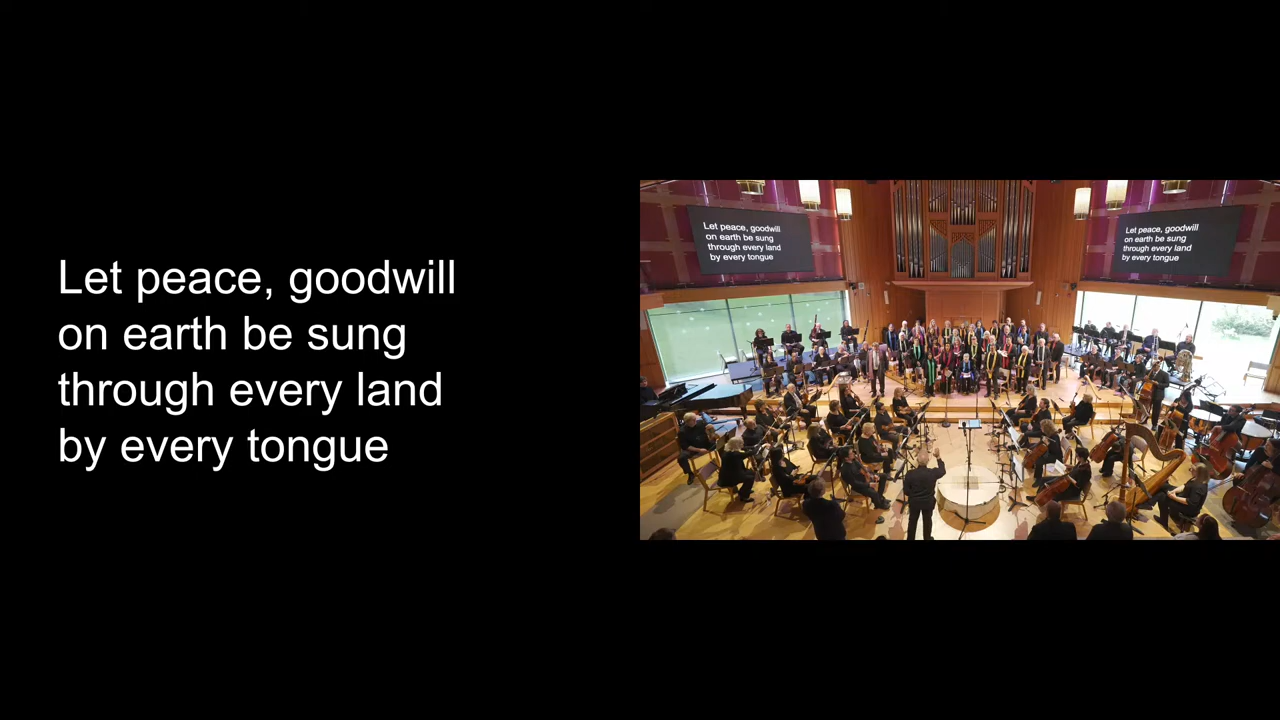 Let peace, goodwill
on earth be sung
through every land
by every tongue
Let peace, goodwill
on earth be sung
through every land
by every tongue
Let peace, goodwill
on earth be sung
through every land
by every tongue